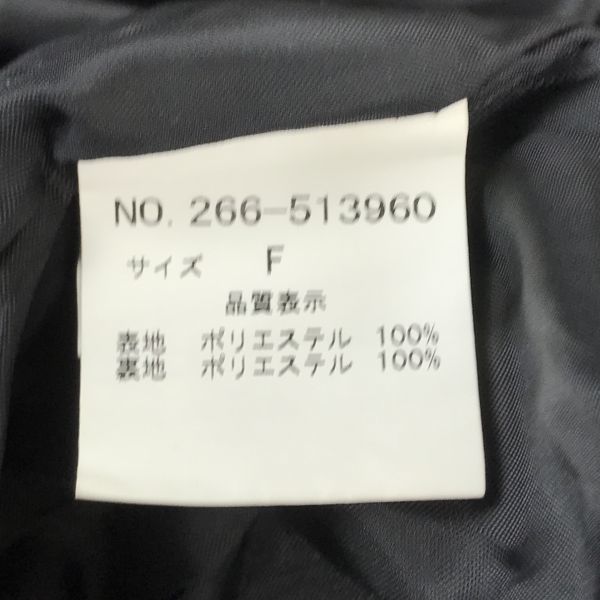 NO. 266-513960
サイズ F
品質表示
表地 ポリエステル 100%
裏地 ポリエステル 100%